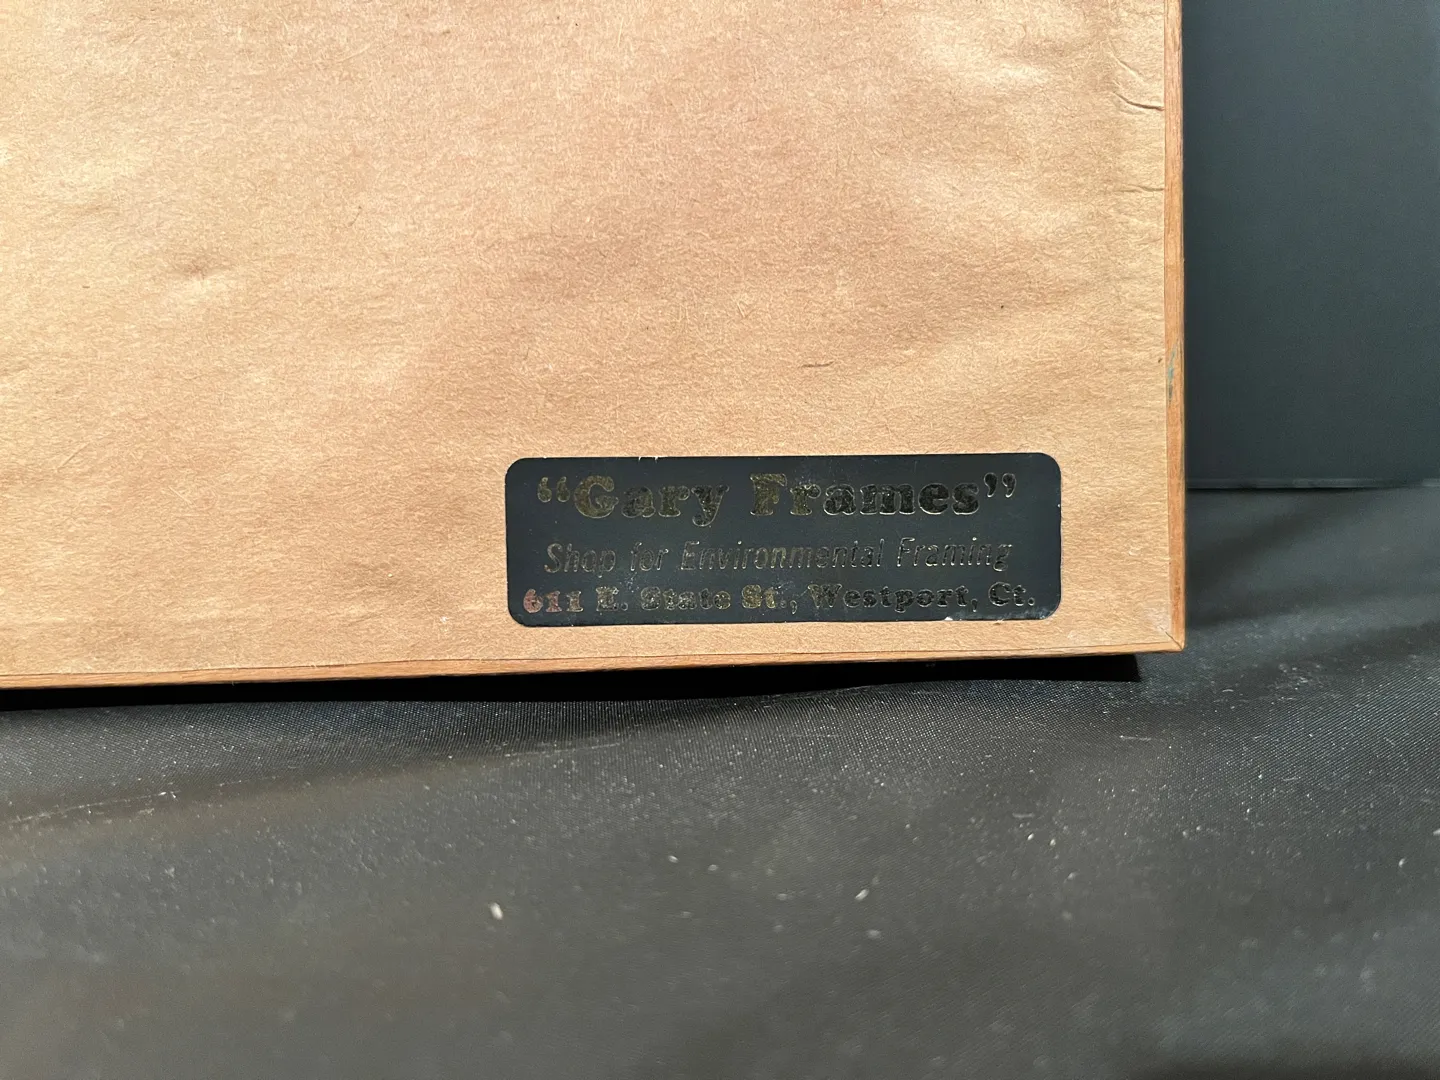 “Gary Frames”
Shop for Environmental Framing
611 E. State St., Westport, Ct.